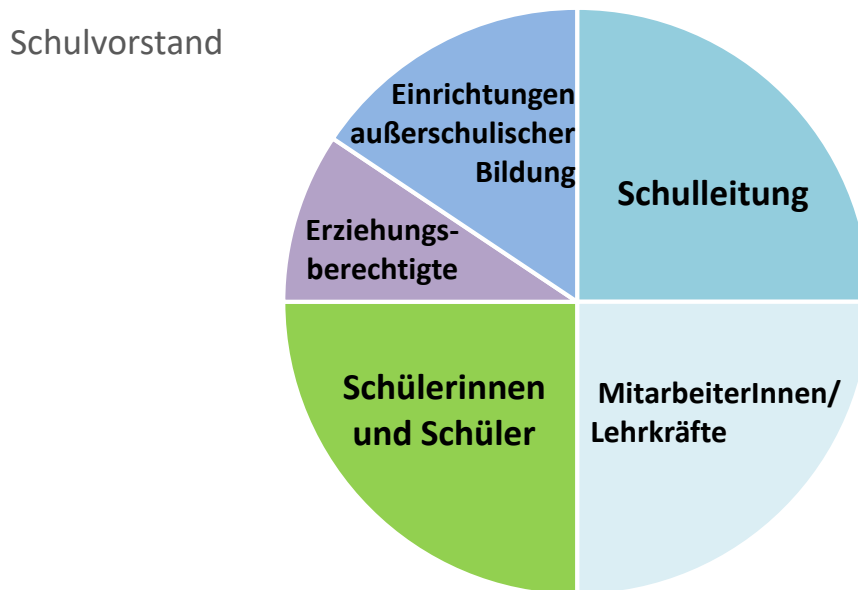 Schulvorstand
Einrichtungen
außerschulischer
Bildung
Schulleitung
Erziehungs-
berechtigte
Schülerinnen
und Schüler
MitarbeiterInnen/
Lehrkräfte